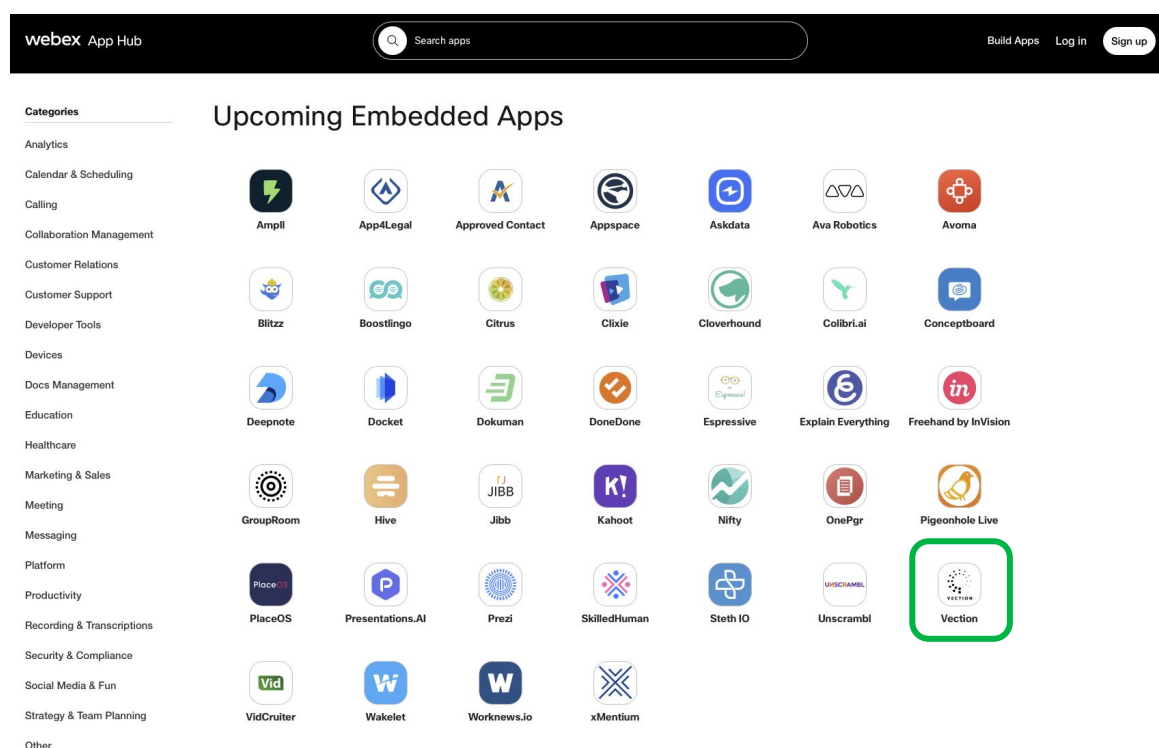 webex App Hub
Search apps
Build Apps Log in Sign up
Categories
Analytics
Calendar & Scheduling
Calling
Collaboration Management
Customer Relations
Customer Support
Developer Tools
Devices
Docs Management
Education
Healthcare
Marketing & Sales
Meeting
Messaging
Platform
Productivity
Recording & Transcriptions
Security & Compliance
Social Media & Fun
Strategy & Team Planning
Other
Upcoming Embedded Apps
Ampll App4Legal Approved Contact Appspace Askdata Ava Robotics Avoma
Blitzz Boostlingo Citrus Clixie Cloverhound Colibri.ai Conceptboard
Espressive!
in
Deepnote Docket Dokuman DoneDone Espressive Explain Everything Freehand by InVision
JIBB
K!
GroupRoom Hive Jibb Kahoot Nifty OnePgr Pigeonhole Live
PlaceOS P UNSCRAMBL VECTION
PlaceOS Presentations.AI Prezi SkilledHuman Steth IO Unscrambl Vection
Vid W W
VidCruiter Wakelet Worknews.io xMentium